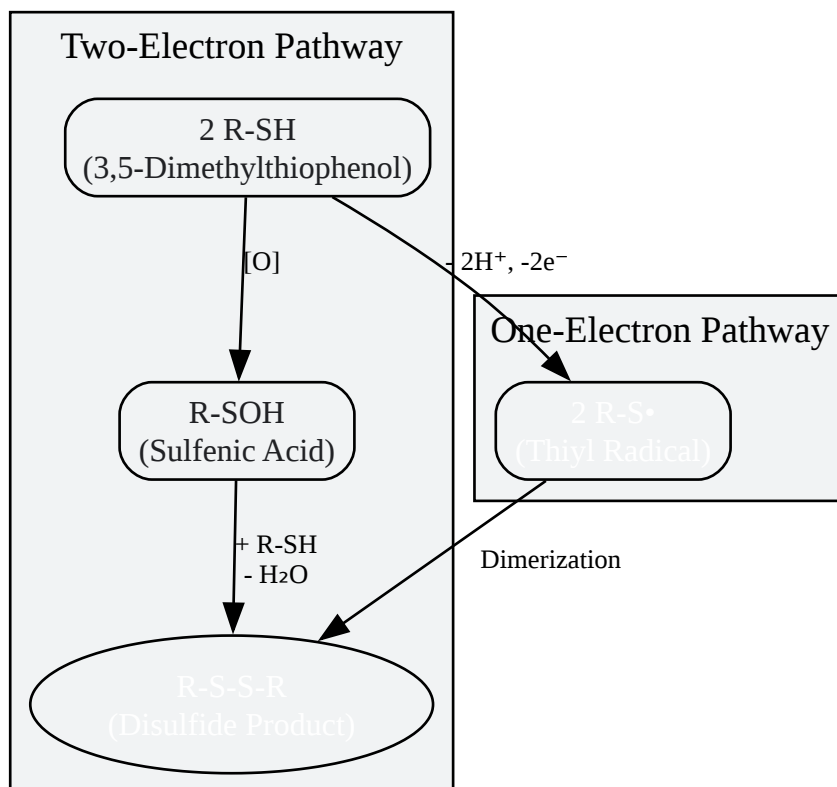 Two-Electron Pathway
2 R-SH
(3,5-Dimethylthiophenol)
[O]
- 2H⁺, -2e⁻
One-Electron Pathway
R-SOH
(Sulfenic Acid)
2 R-S•
(Thiyl Radical)
+ R-SH
- H₂O
Dimerization
R-S-S-R
(Disulfide Product)